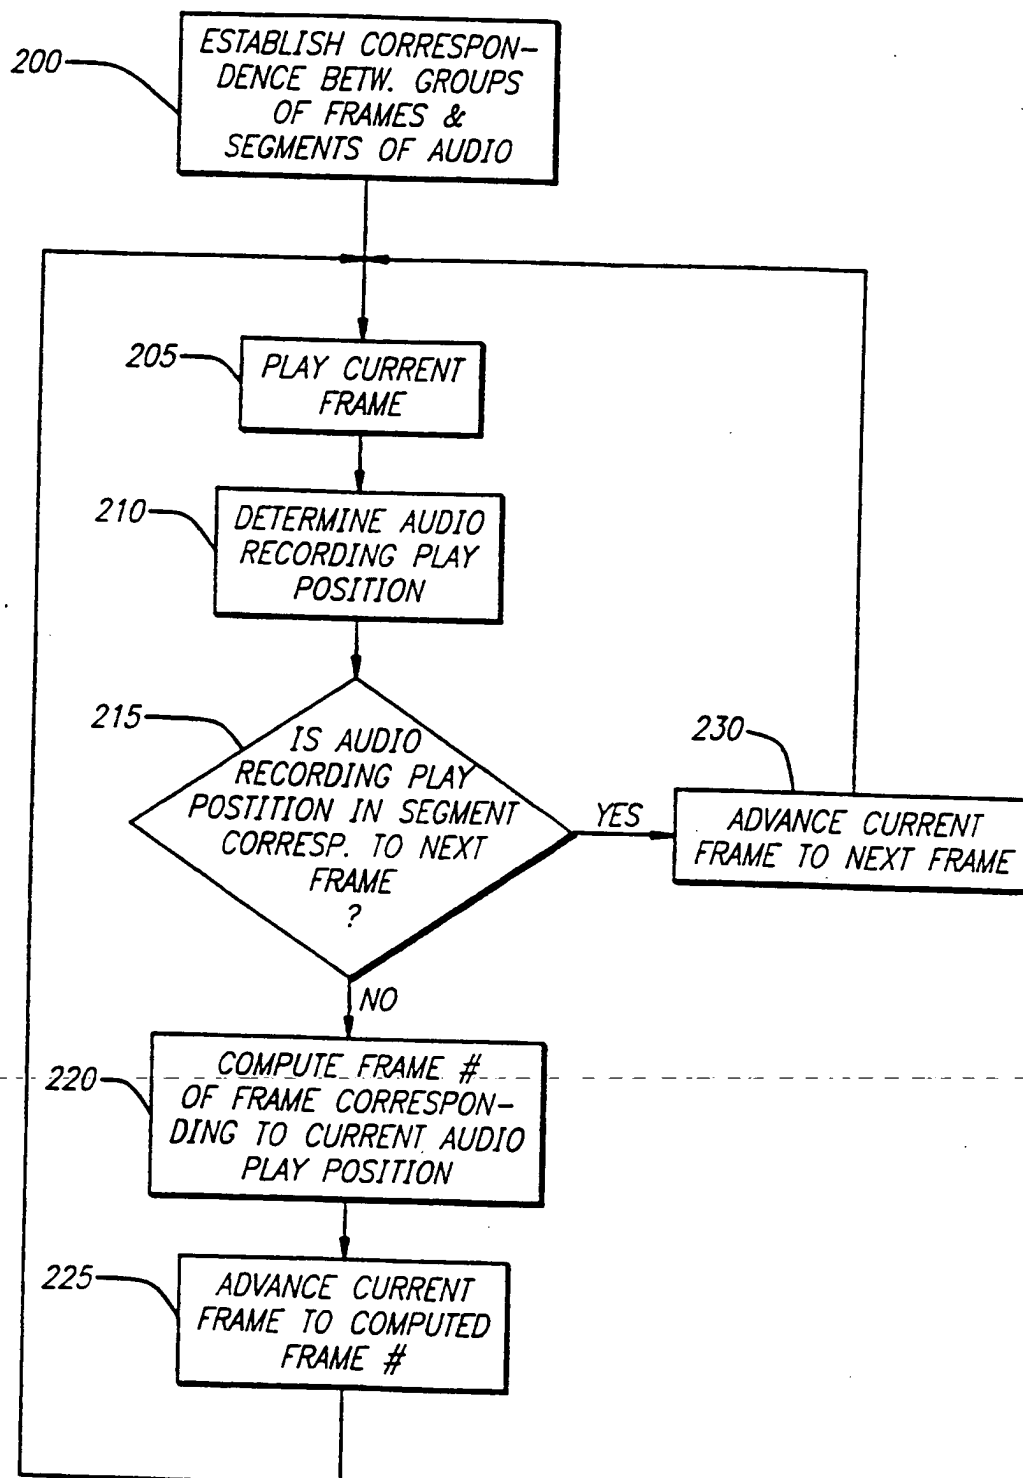 200
ESTABLISH CORRESPON-
DENCE BETW. GROUPS
OF FRAMES &
SEGMENTS OF AUDIO
205
PLAY CURRENT
FRAME
210
DETERMINE AUDIO
RECORDING PLAY
POSITION
215
IS AUDIO
RECORDING PLAY
POSTITION IN SEGMENT
CORRESP. TO NEXT
FRAME
?
YES
230
ADVANCE CURRENT
FRAME TO NEXT FRAME
NO
220
COMPUTE FRAME #
OF FRAME CORRESPON-
DING TO CURRENT AUDIO
PLAY POSITION
225
ADVANCE CURRENT
FRAME TO COMPUTED
FRAME #